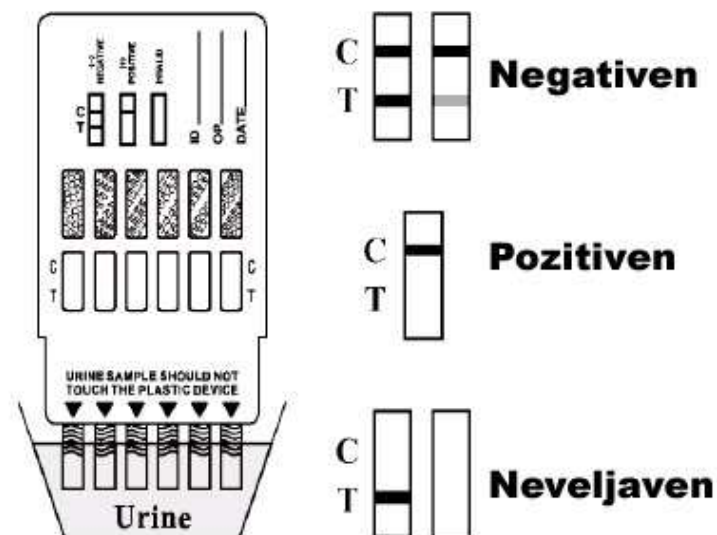 (-)
NEGATIVE
(+)
POSITIVE
INVALID
C
T
ID
OP
DATE
C
T
C
T
URINE SAMPLE SHOULD NOT
TOUCH THE PLASTIC DEVICE
Urine
C
T
Negativen
C
T
Pozitiven
C
T
Neveljaven